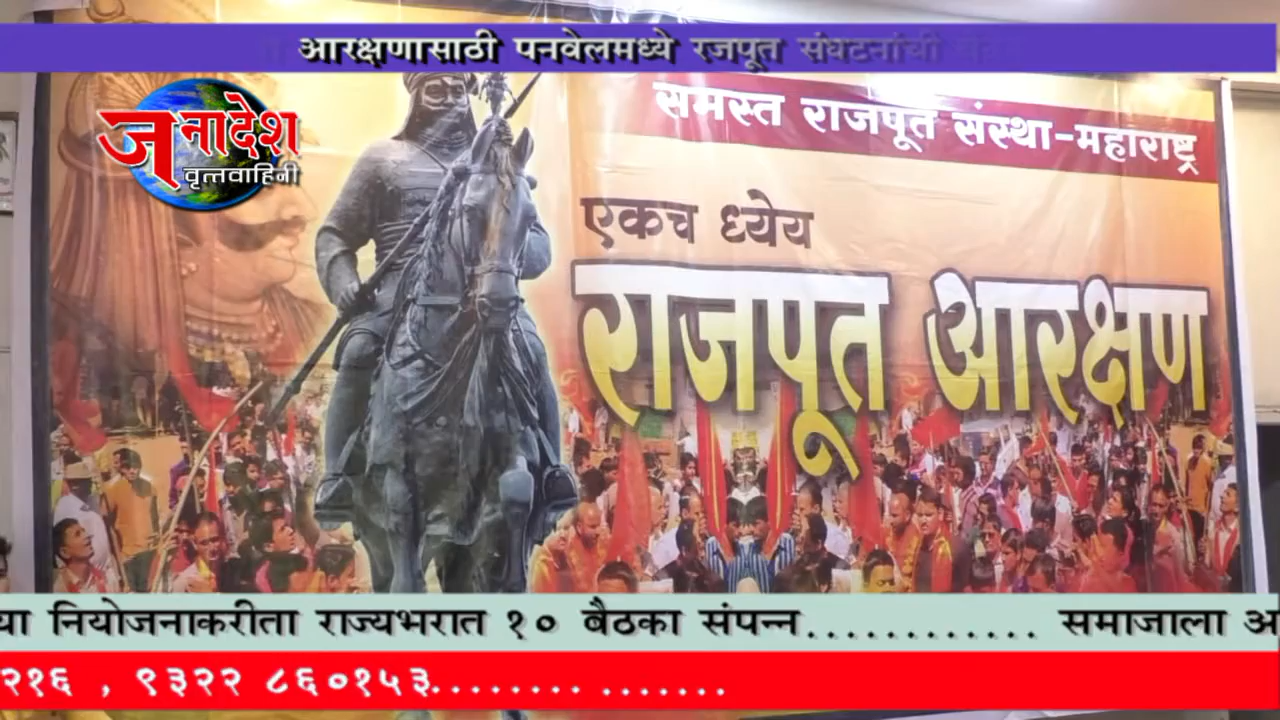 आरक्षणासाठी पनवेलमध्ये रजपूत संघटनांची
जनादेश
वृत्तवाहिनी
समस्त राजपूत संस्था-महाराष्ट्र
एकच ध्येय
राजपूत आरक्षण
या नियोजनाकरीता राज्यभरात १० बैठका संपन्न............ समाजाला अ
२१६ , ९३२२ ८६०१५३........ .......